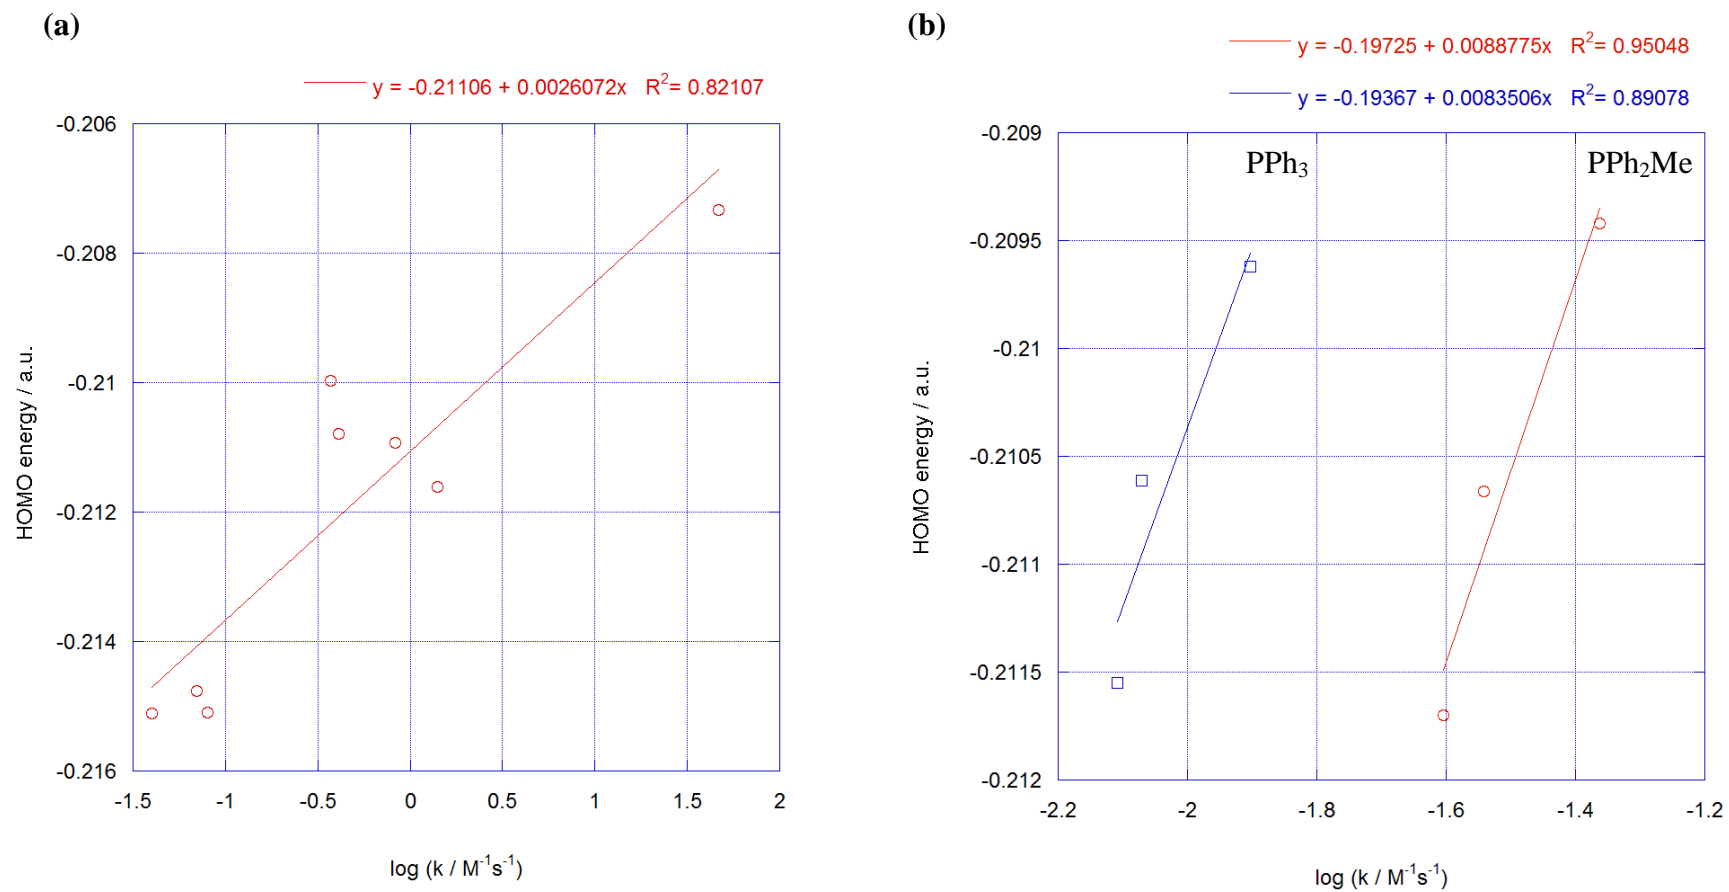 (a)
y = -0.21106 + 0.0026072x R²= 0.82107
-0.206
-0.208
-0.21
-0.212
-0.214
-0.216
HOMO energy / a.u.
-1.5 -1 -0.5 0 0.5 1 1.5 2
log (k / M⁻¹s⁻¹)
(b)
y = -0.19725 + 0.0088775x R²= 0.95048
y = -0.19367 + 0.0083506x R²= 0.89078
PPh₃ PPh₂Me
-0.209
-0.2095
-0.21
-0.2105
-0.211
-0.2115
-0.212
HOMO energy / a.u.
-2.2 -2 -1.8 -1.6 -1.4 -1.2
log (k / M⁻¹s⁻¹)